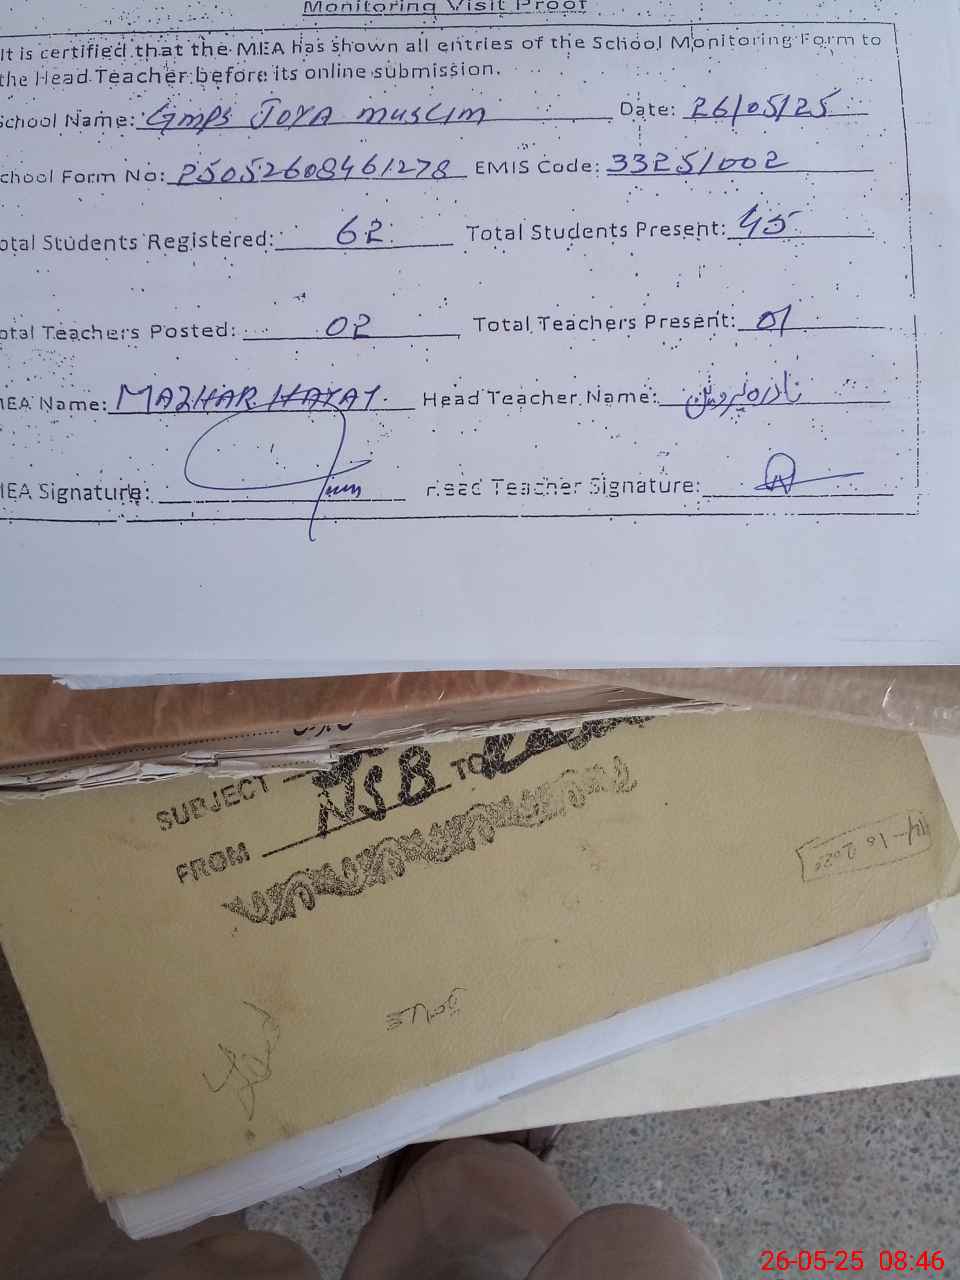 Monitoring Visit Proof
It is certified that the MEA has shown all entries of the School Monitoring Form to
the Head Teacher before its online submission.
School Name: Gmps Joya muslim Date: 26/05/25
chool Form No: 25052608461278 EMIS Code: 33251002
otal Students Registered: 62 Total Students Present: 45
otal Teachers Posted: 02 Total Teachers Present: 01
MEA Name: MAZHAR HAYAT. Head Teacher Name: نادرہ پروین
MEA Signature: Head Teacher Signature:
SUBJECT NSB TO
FROM
26-05-25 08:46